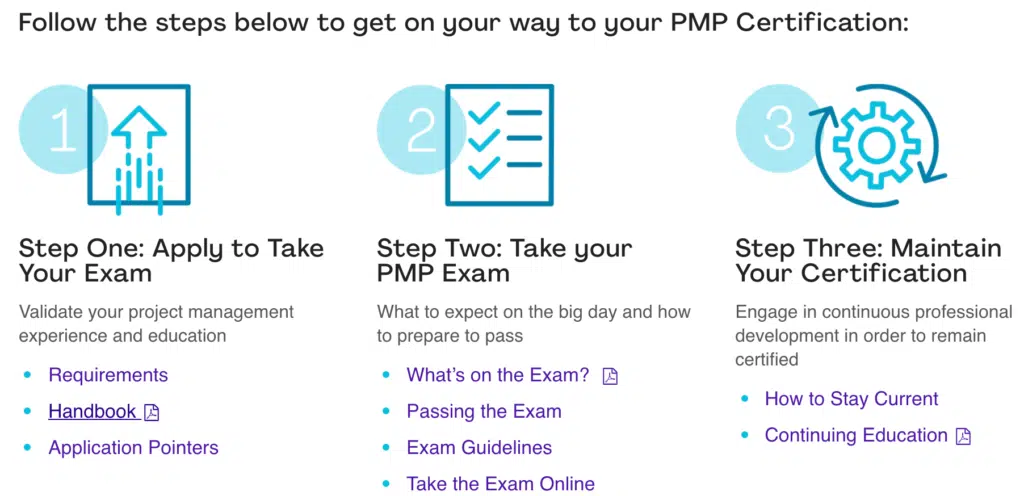 Follow the steps below to get on your way to your PMP Certification:
1
Step One: Apply to Take
Your Exam
Validate your project management
experience and education
Requirements
Handbook
Application Pointers
2
Step Two: Take your
PMP Exam
What to expect on the big day and how
to prepare to pass
What’s on the Exam?
Passing the Exam
Exam Guidelines
Take the Exam Online
3
Step Three: Maintain
Your Certification
Engage in continuous professional
development in order to remain
certified
How to Stay Current
Continuing Education